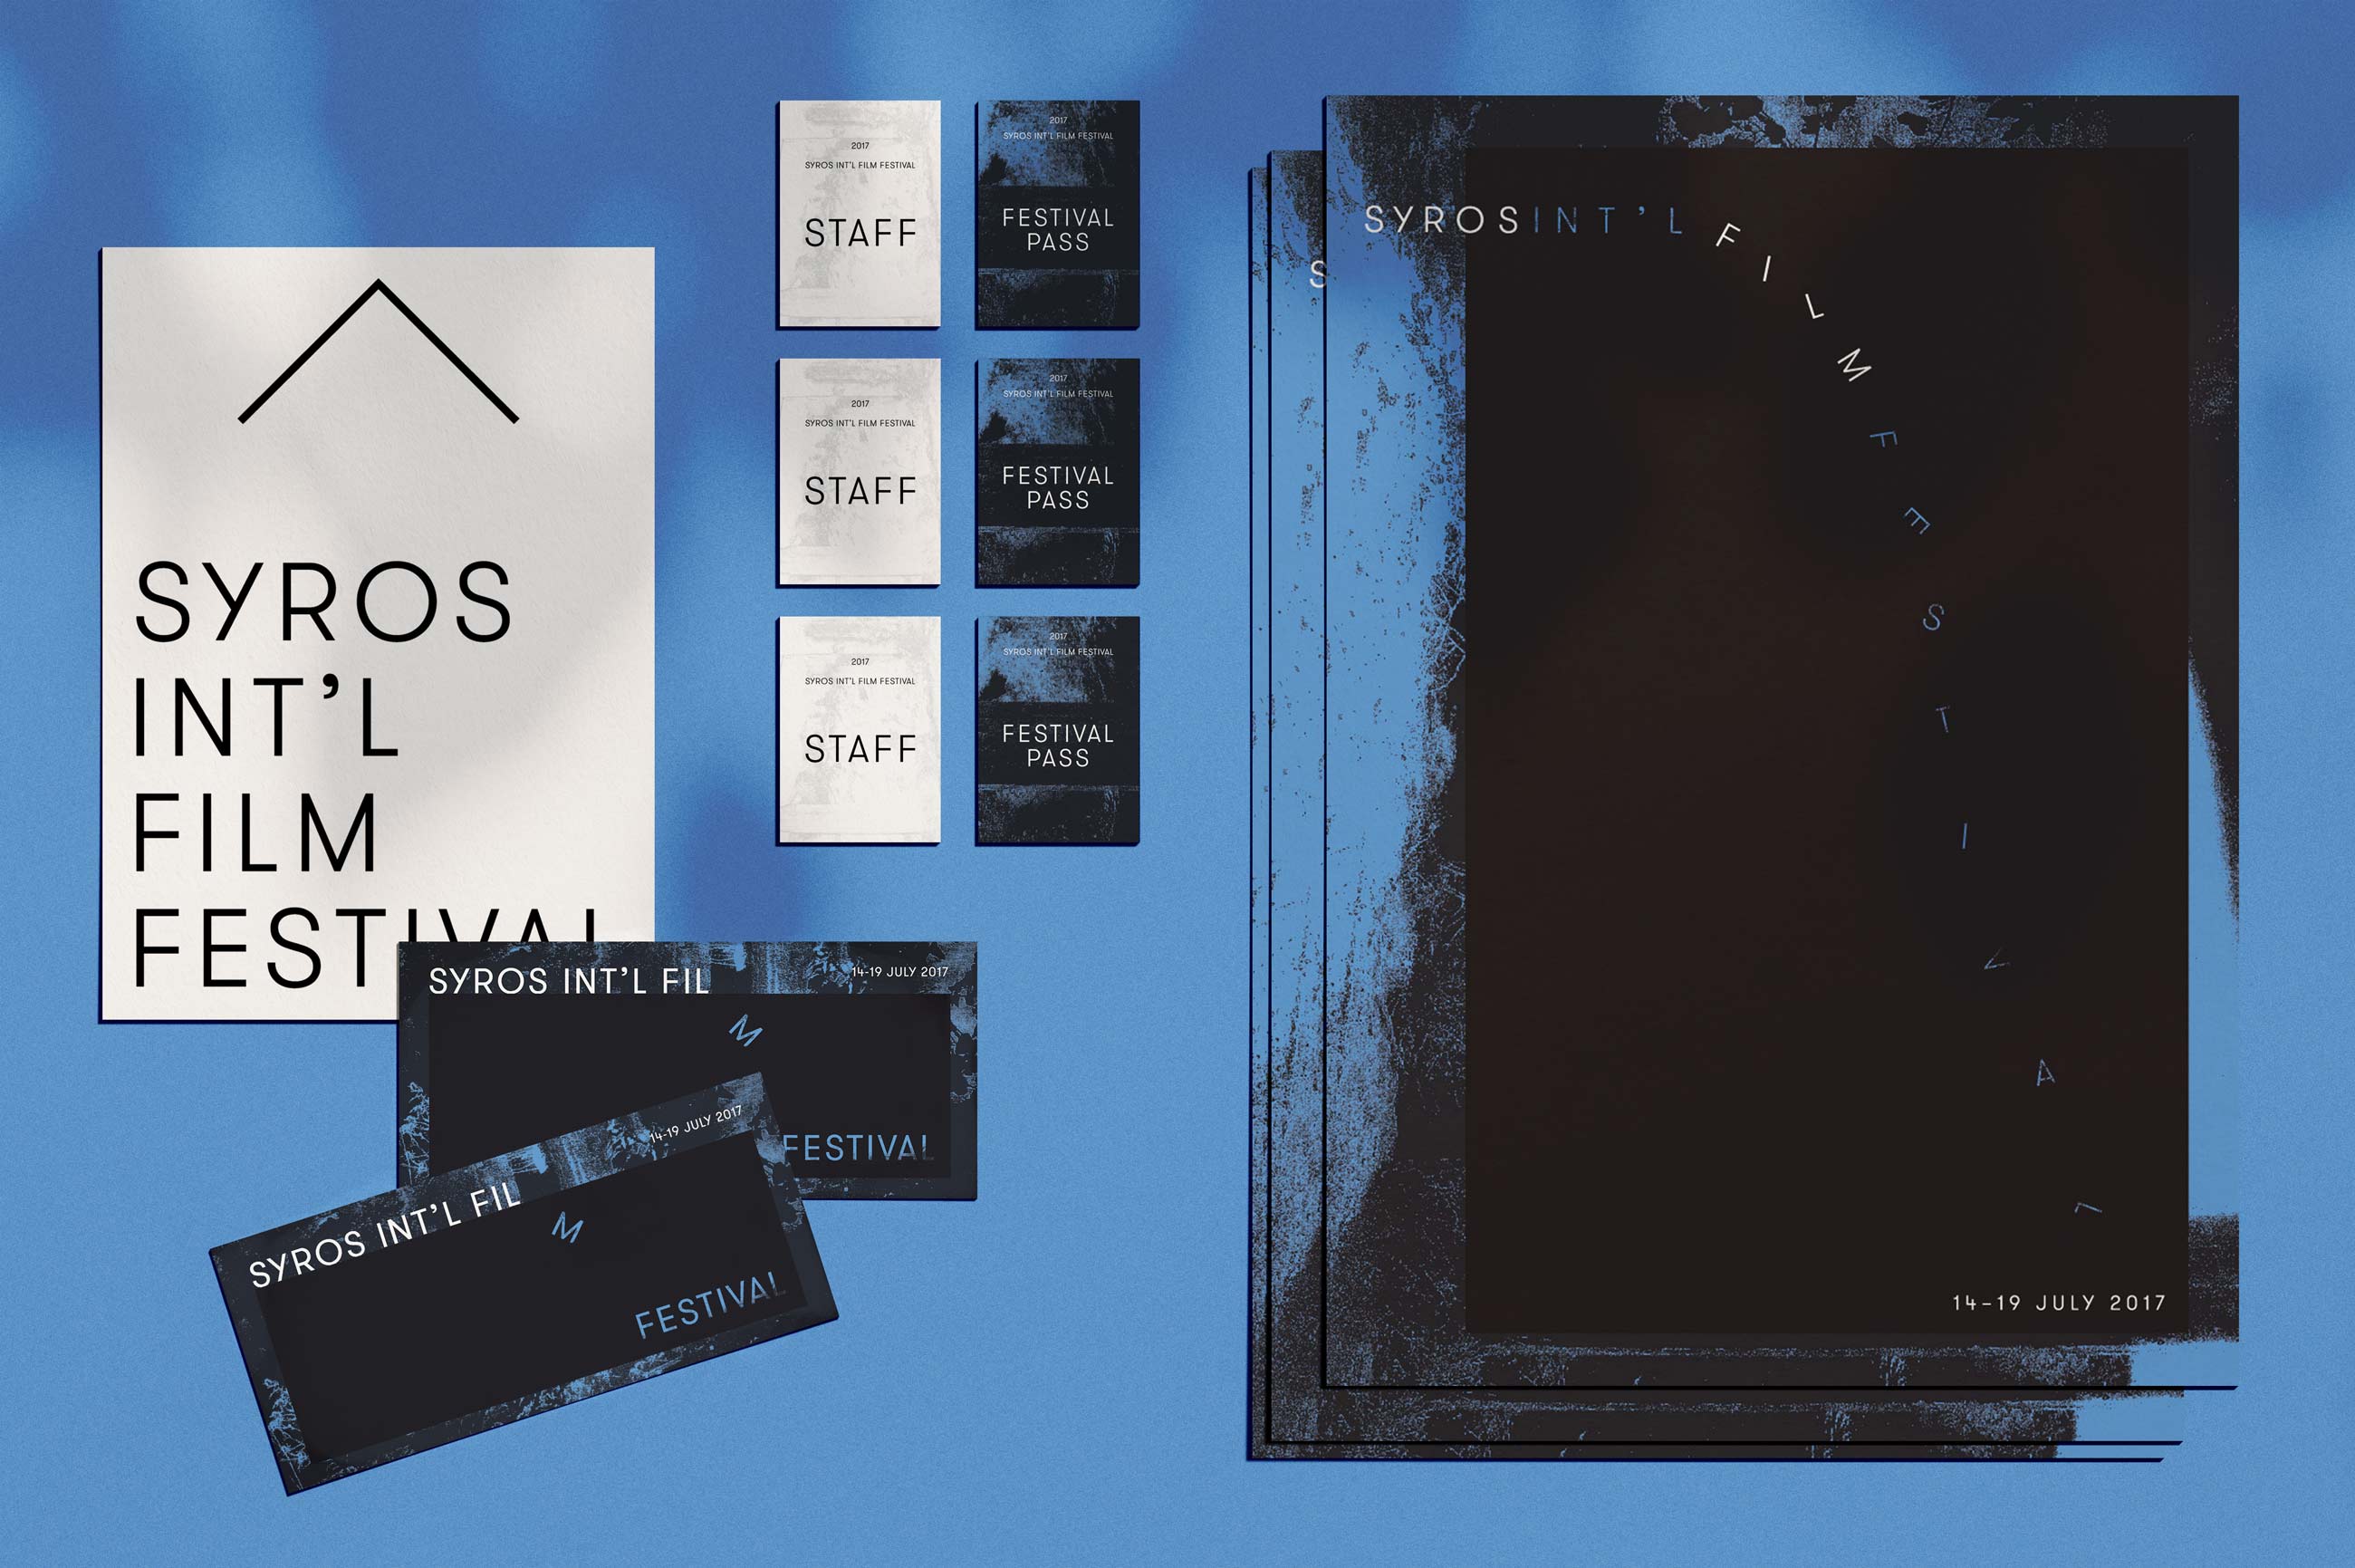 SYROS
INT’L
FILM
FESTIVAL
2017
SYROS INT’L FILM FESTIVAL
STAFF
2017
SYROS INT’L FILM FESTIVAL
FESTIVAL
PASS
2017
SYROS INT’L FILM FESTIVAL
STAFF
2017
SYROS INT’L FILM FESTIVAL
FESTIVAL
PASS
2017
SYROS INT’L FILM FESTIVAL
STAFF
2017
SYROS INT’L FILM FESTIVAL
FESTIVAL
PASS
SYROS INT’L FILM
14-19 JULY 2017
FESTIVAL
SYROS INT’L FILM
14-19 JULY 2017
FESTIVAL
S
SYROS INT’L FILM FESTIVAL
14-19 JULY 2017